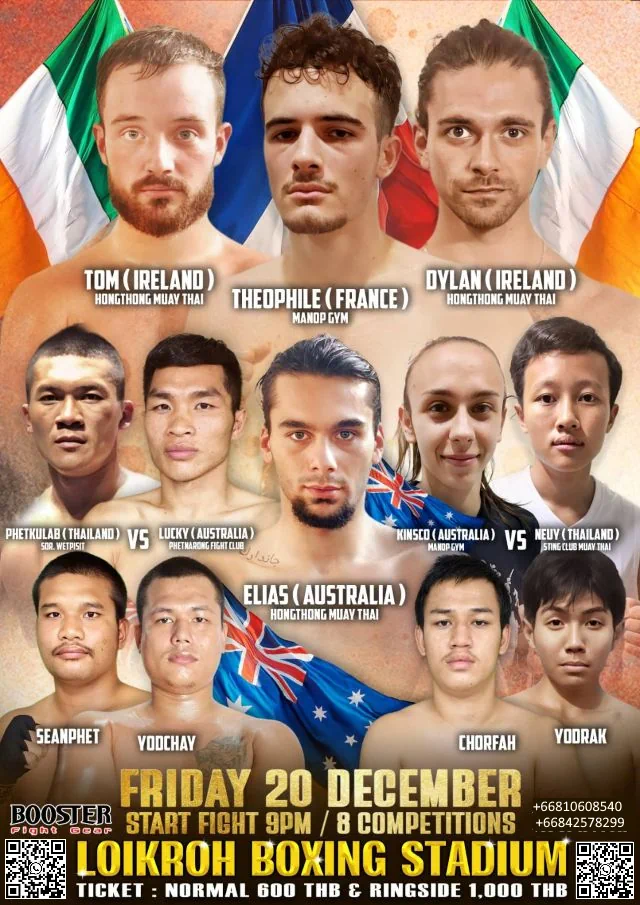 TOM ( IRELAND )
HONGTHONG MUAY THAI
THEOPHILE ( FRANCE )
MANOP GYM
DYLAN ( IRELAND )
HONGTHONG MUAY THAI
PHETKULAB ( THAILAND )
SOR. WETPISIT
VS
LUCKY ( AUSTRALIA )
PHETNARONG FIGHT CLUB
KINSCO ( AUSTRALIA )
MANOP GYM
VS
NEUY ( THAILAND )
STING CLUB MUAY THAI
ELIAS ( AUSTRALIA )
HONGTHONG MUAY THAI
SEANPHET
YODCHAY
CHORFAH
YODRAK
FRIDAY 20 DECEMBER
START FIGHT 9PM / 8 COMPETITIONS
BOOSTER
Fight Gear
+66810608540
+66842578299
LOIKROH BOXING STADIUM
TICKET : NORMAL 600 THB & RINGSIDE 1,000 THB